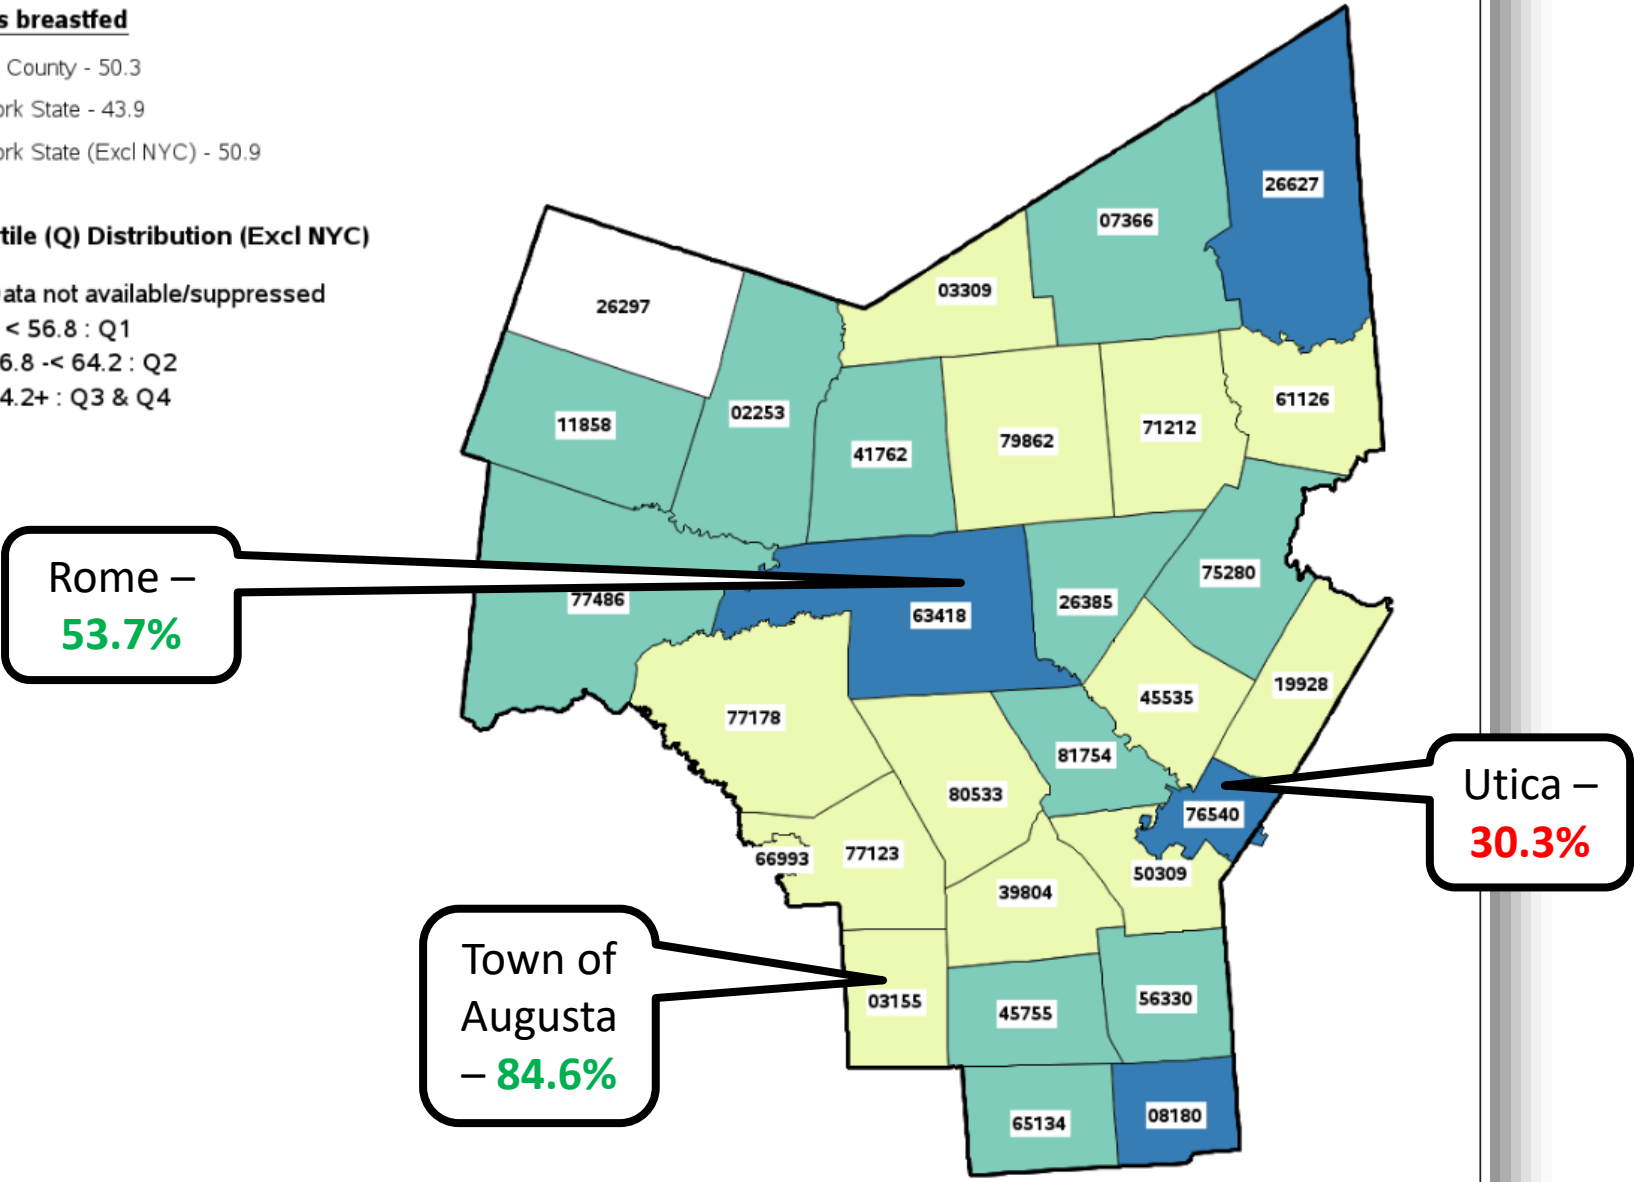 s breastfed
County - 50.3
rk State - 43.9
rk State (Excl NYC) - 50.9
tile (Q) Distribution (Excl NYC)
ata not available/suppressed
< 56.8 : Q1
6.8 -< 64.2 : Q2
4.2+ : Q3 & Q4
26627
07366
03309
26297
61126
02253
11858
71212
79862
41762
75280
Rome –
53.7%
77486
26385
63418
19928
45535
77178
81754
Utica –
30.3%
80533
76540
77123
66993
50309
39804
Town of
Augusta
– 84.6%
03155
56330
45755
08180
65134